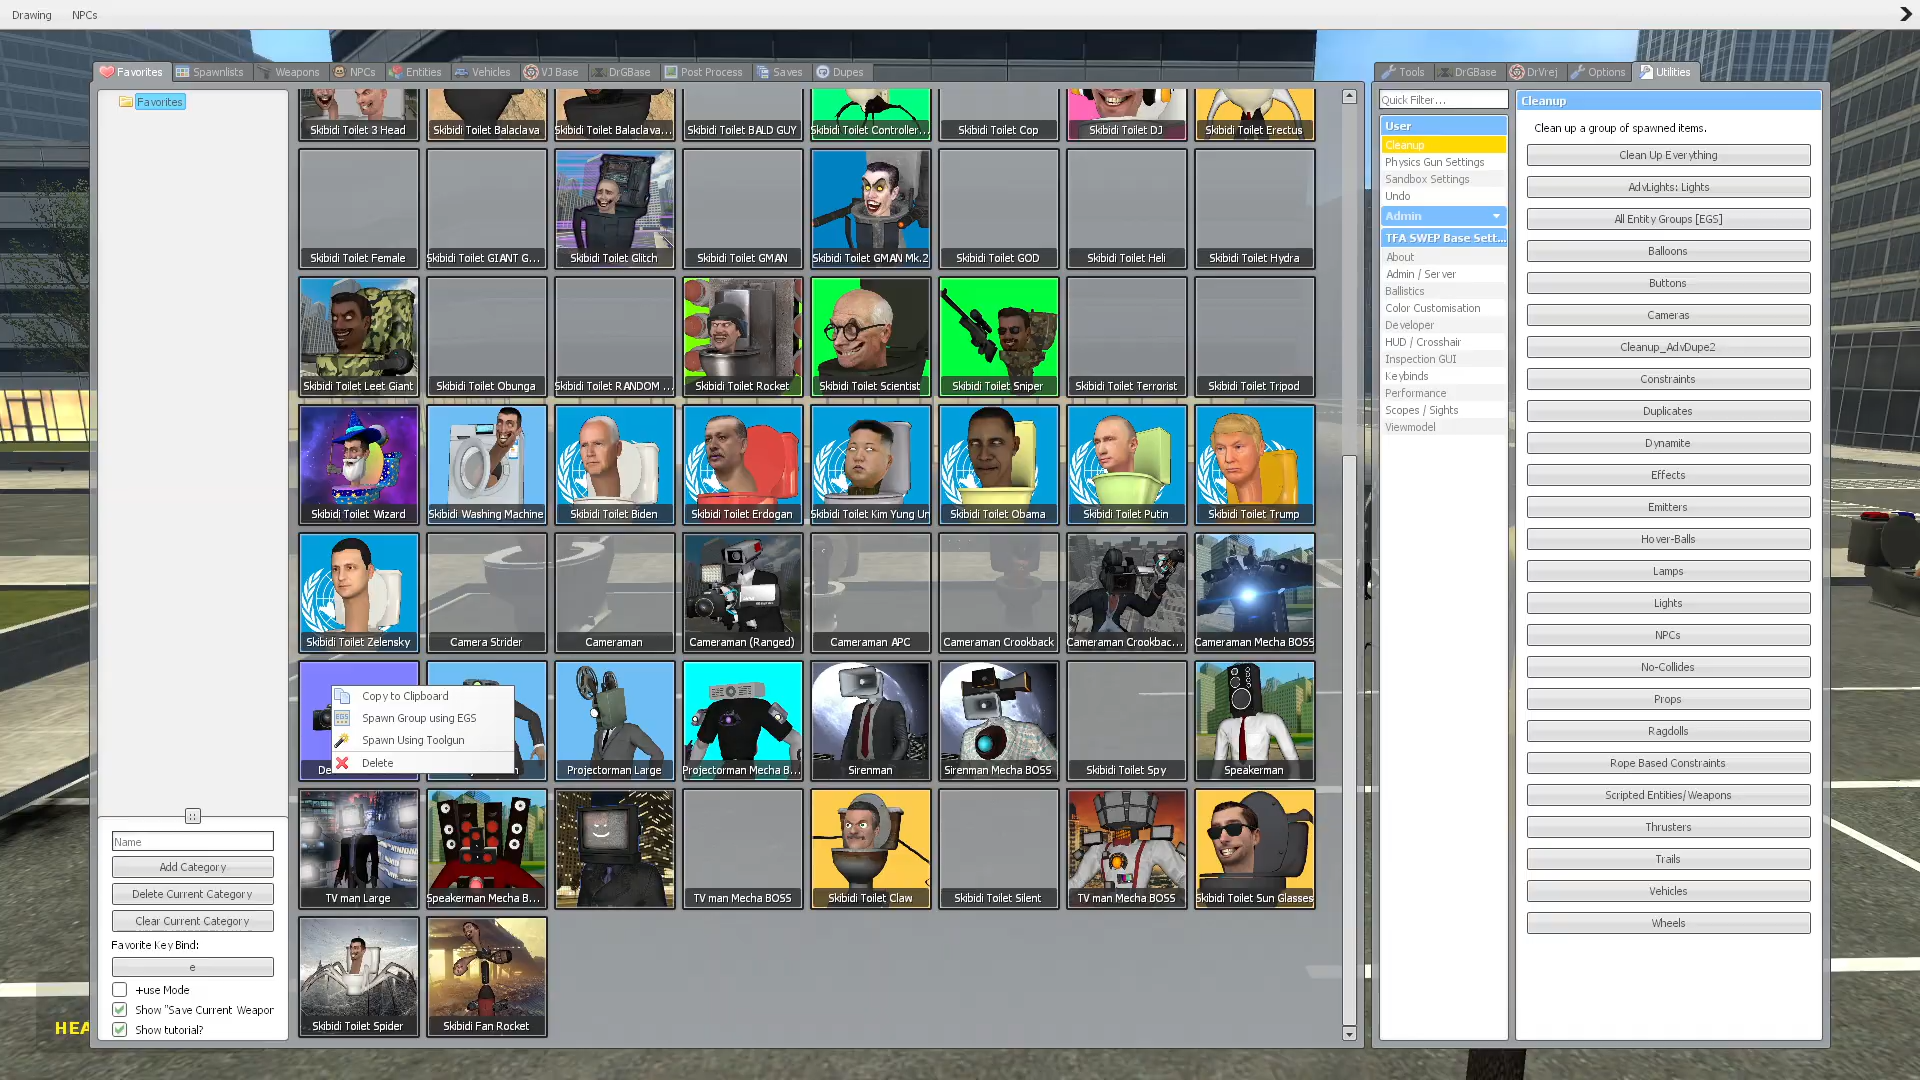 Drawing NPCs
Favorites Spawnlists Weapons NPCs Entities Vehicles VJ Base DrGBase Post Process Saves Dupes
Tools DrGBase DrVrej Options Utilities
Favorites
Skibidi Toilet 3 Head
Skibidi Toilet Balaclava
Skibidi Toilet Balaclava...
Skibidi Toilet BALD GUY
Skibidi Toilet Controller...
Skibidi Toilet Cop
Skibidi Toilet DJ
Skibidi Toilet Erectus
Skibidi Toilet Female
Skibidi Toilet GIANT G...
Skibidi Toilet Glitch
Skibidi Toilet GMAN
Skibidi Toilet GMAN Mk.2
Skibidi Toilet GOD
Skibidi Toilet Heli
Skibidi Toilet Hydra
Skibidi Toilet Leet Giant
Skibidi Toilet Obunga
Skibidi Toilet RANDOM ...
Skibidi Toilet Rocket
Skibidi Toilet Scientist
Skibidi Toilet Sniper
Skibidi Toilet Terrorist
Skibidi Toilet Tripod
Skibidi Toilet Wizard
Skibidi Washing Machine
Skibidi Toilet Biden
Skibidi Toilet Erdogan
Skibidi Toilet Kim Yung Un
Skibidi Toilet Obama
Skibidi Toilet Putin
Skibidi Toilet Trump
Skibidi Toilet Zelensky
Camera Strider
Cameraman
Cameraman (Ranged)
Cameraman APC
Cameraman Crookback
Cameraman Crookbac...
Cameraman Mecha BOSS
Copy to Clipboard
EGS
Spawn Group using EGS
Spawn Using Toolgun
Delete
De
Projectorman Large
Projectorman Mecha B...
Sirenman
Sirenman Mecha BOSS
Skibidi Toilet Spy
Speakerman
TV man Large
Speakerman Mecha B...
TV man Mecha BOSS
Skibidi Toilet Claw
Skibidi Toilet Silent
TV man Mecha BOSS
Skibidi Toilet Sun Glasses
Skibidi Toilet Spider
Skibidi Fan Rocket
Name
Add Category
Delete Current Category
Clear Current Category
Favorite Key Bind:
e
+use Mode
Show "Save Current Weapon
Show tutorial?
HEA
Quick Filter...
User
Cleanup
Physics Gun Settings
Sandbox Settings
Undo
Admin
TFA SWEP Base Sett...
About
Admin / Server
Ballistics
Color Customisation
Developer
HUD / Crosshair
Inspection GUI
Keybinds
Performance
Scopes / Sights
Viewmodel
Cleanup
Clean up a group of spawned items.
Clean Up Everything
AdvLights: Lights
All Entity Groups [EGS]
Balloons
Buttons
Cameras
Cleanup_AdvDupe2
Constraints
Duplicates
Dynamite
Effects
Emitters
Hover-Balls
Lamps
Lights
NPCs
No-Collides
Props
Ragdolls
Rope Based Constraints
Scripted Entities/Weapons
Thrusters
Trails
Vehicles
Wheels